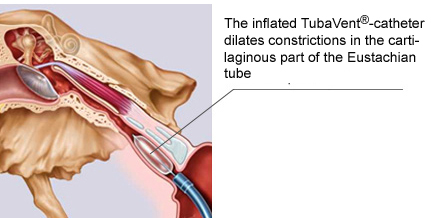 The inflated TubaVent®-catheter
dilates constrictions in the carti-
laginous part of the Eustachian
tube